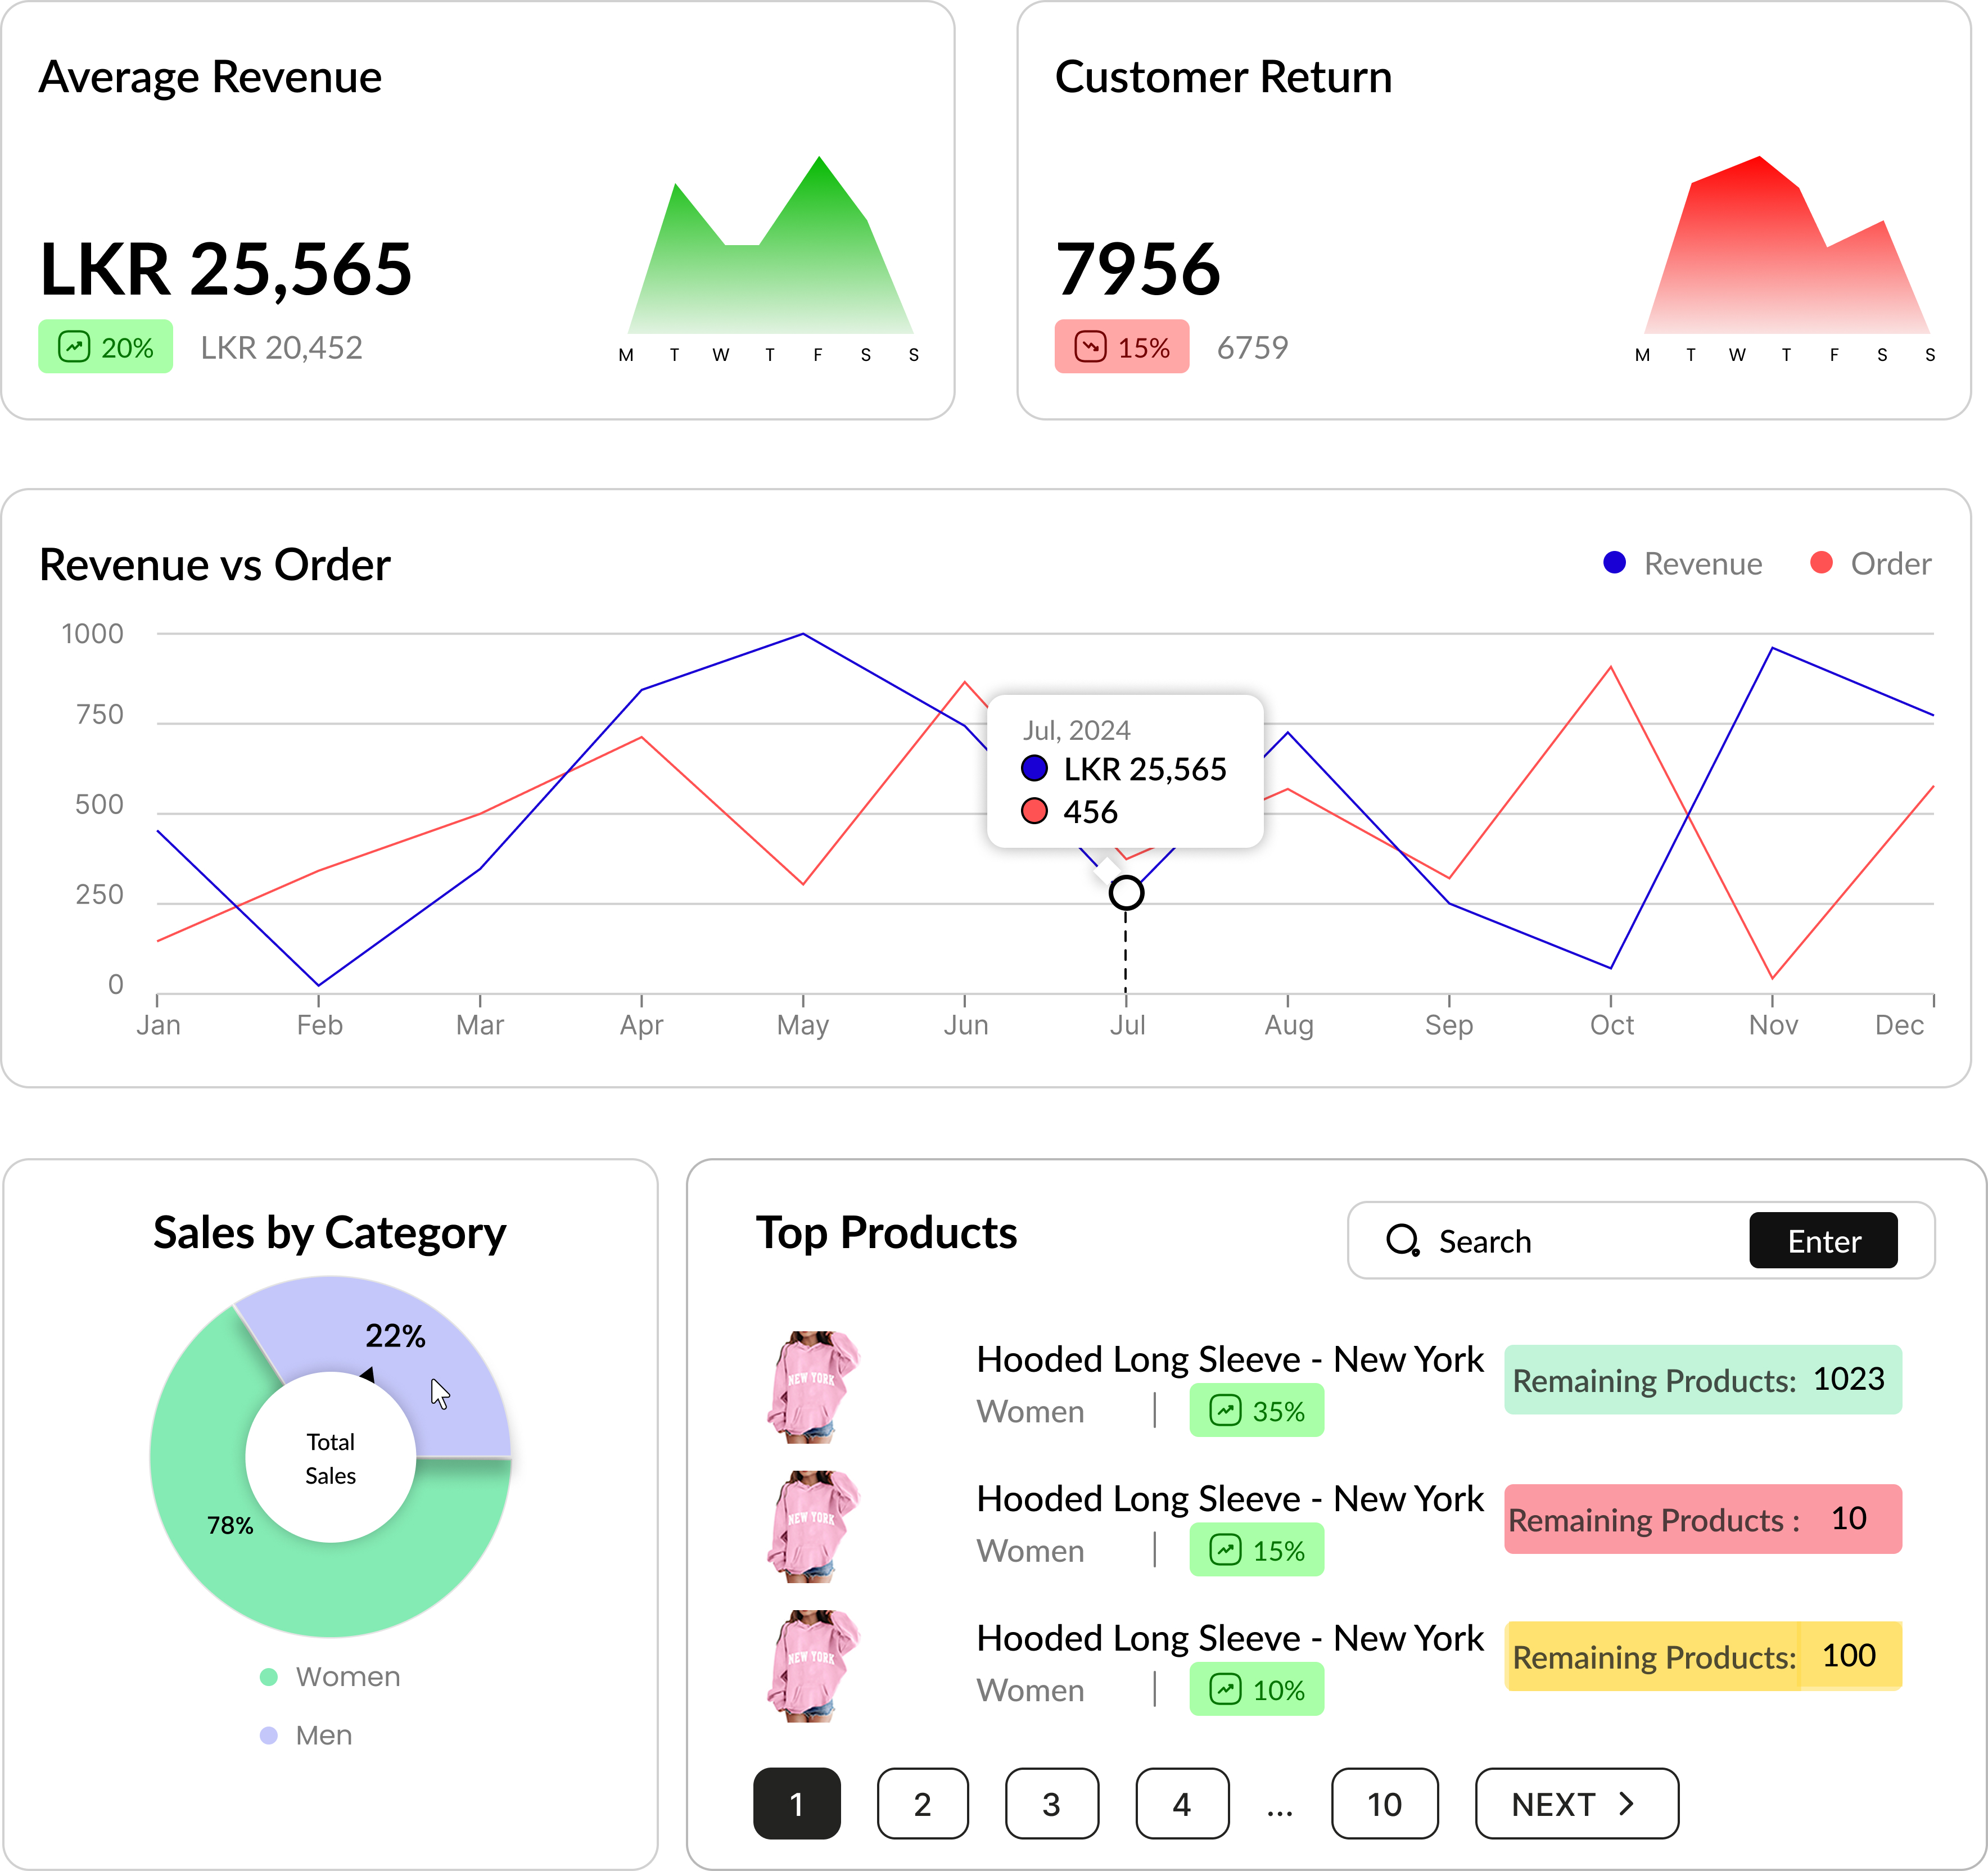 Average Revenue
LKR 25,565
20% LKR 20,452
M T W T F S S
Customer Return
7956
15% 6759
M T W T F S S
Revenue vs Order
Revenue Order
1000
750
500
250
0
Jan Feb Mar Apr May Jun Jul Aug Sep Oct Nov Dec
Jul, 2024
LKR 25,565
456
Sales by Category
22%
Total
Sales
78%
Women
Men
Top Products
Search Enter
NEW YORK
Hooded Long Sleeve - New York
Women | 35%
Remaining Products: 1023
NEW YORK
Hooded Long Sleeve - New York
Women | 15%
Remaining Products : 10
NEW YORK
Hooded Long Sleeve - New York
Women | 10%
Remaining Products: 100
1 2 3 4 ... 10 NEXT >